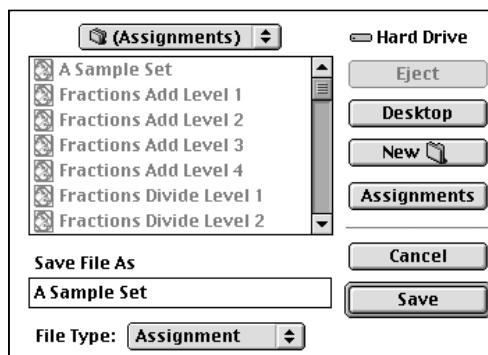 (Assignments)
Hard Drive
A Sample Set
Fractions Add Level 1
Fractions Add Level 2
Fractions Add Level 3
Fractions Add Level 4
Fractions Divide Level 1
Fractions Divide Level 2
Eject
Desktop
New
Assignments
Cancel
Save
Save File As
A Sample Set
File Type: Assignment